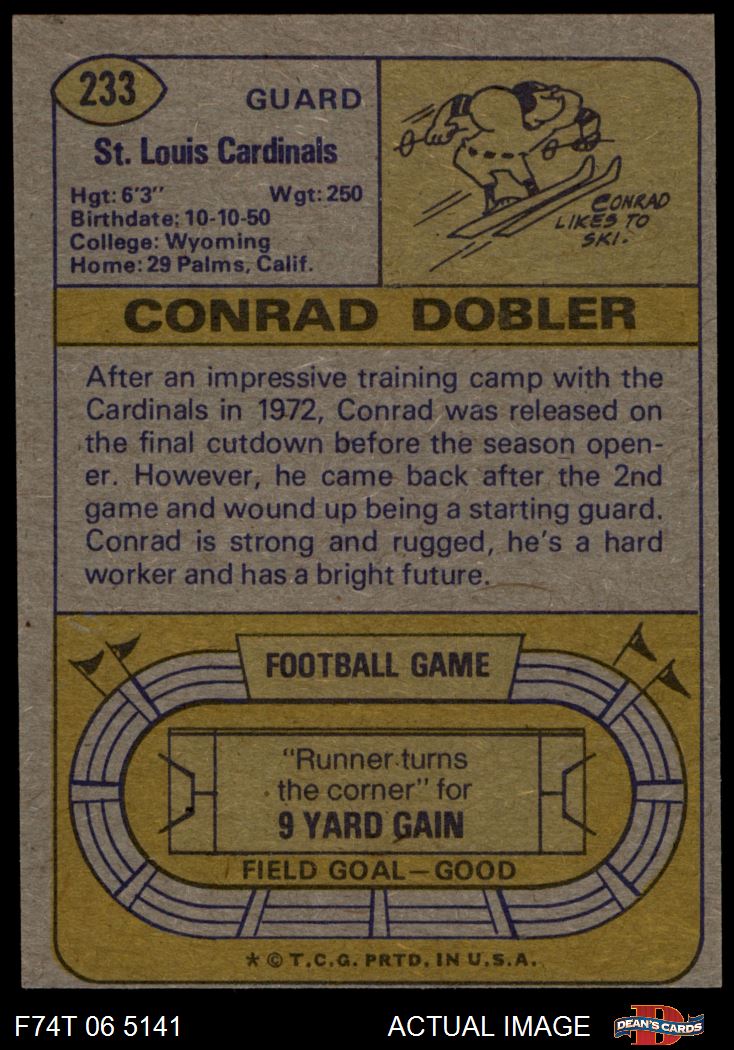 233
GUARD
St. Louis Cardinals
Hgt: 6'3" Wgt: 250
Birthdate: 10-10-50
College: Wyoming
Home: 29 Palms, Calif.
CONRAD
LIKES TO
SKI.
CONRAD DOBLER
After an impressive training camp with the
Cardinals in 1972, Conrad was released on
the final cutdown before the season open-
er. However, he came back after the 2nd
game and wound up being a starting guard.
Conrad is strong and rugged, he's a hard
worker and has a bright future.
FOOTBALL GAME
"Runner turns
the corner" for
9 YARD GAIN
FIELD GOAL—GOOD
* © T.C.G. PRTD. IN U.S.A.
F74T 06 5141 ACTUAL IMAGE
D
DEAN'S CARDS